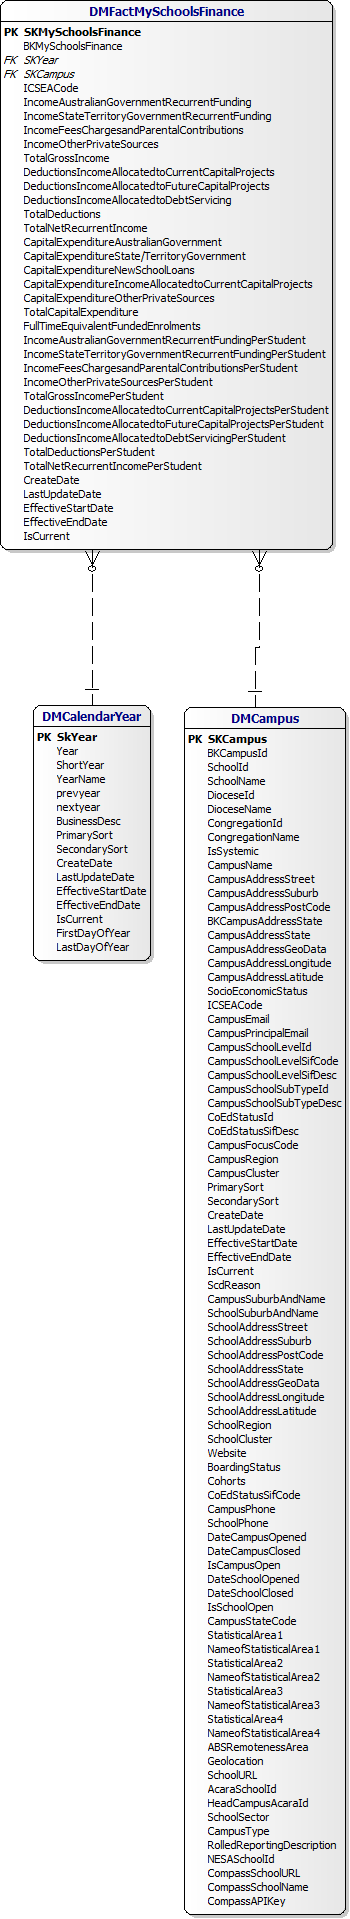 DMFactMySchoolsFinance
PK SKMySchoolsFinance
BKMySchoolsFinance
FK SKYear
FK SKCampus
ICSEACode
IncomeAustralianGovernmentRecurrentFunding
IncomeStateTerritoryGovernmentRecurrentFunding
IncomeFeesChargesandParentalContributions
IncomeOtherPrivateSources
TotalGrossIncome
DeductionsIncomeAllocatedtoCurrentCapitalProjects
DeductionsIncomeAllocatedtoFutureCapitalProjects
DeductionsIncomeAllocatedtoDebtServicing
TotalDeductions
TotalNetRecurrentIncome
CapitalExpenditureAustralianGovernment
CapitalExpenditureState/TerritoryGovernment
CapitalExpenditureNewSchoolLoans
CapitalExpenditureIncomeAllocatedtoCurrentCapitalProjects
CapitalExpenditureOtherPrivateSources
TotalCapitalExpenditure
FullTimeEquivalentFundedEnrolments
IncomeAustralianGovernmentRecurrentFundingPerStudent
IncomeStateTerritoryGovernmentRecurrentFundingPerStudent
IncomeFeesChargesandParentalContributionsPerStudent
IncomeOtherPrivateSourcesPerStudent
TotalGrossIncomePerStudent
DeductionsIncomeAllocatedtoCurrentCapitalProjectsPerStudent
DeductionsIncomeAllocatedtoFutureCapitalProjectsPerStudent
DeductionsIncomeAllocatedtoDebtServicingPerStudent
TotalDeductionsPerStudent
TotalNetRecurrentIncomePerStudent
CreateDate
LastUpdateDate
EffectiveStartDate
EffectiveEndDate
IsCurrent
DMCalendarYear
PK SkYear
Year
ShortYear
YearName
prevyear
nextyear
BusinessDesc
PrimarySort
SecondarySort
CreateDate
LastUpdateDate
EffectiveStartDate
EffectiveEndDate
IsCurrent
FirstDayOfYear
LastDayOfYear
DMCampus
PK SKCampus
BKCampusId
SchoolId
SchoolName
DioceseId
DioceseName
CongregationId
CongregationName
IsSystemic
CampusName
CampusAddressStreet
CampusAddressSuburb
CampusAddressPostCode
BKCampusAddressState
CampusAddressState
CampusAddressGeoData
CampusAddressLongitude
CampusAddressLatitude
SocioEconomicStatus
ICSEACode
CampusEmail
CampusPrincipalEmail
CampusSchoolLevelId
CampusSchoolLevelSifCode
CampusSchoolLevelSifDesc
CampusSchoolSubTypeId
CampusSchoolSubTypeDesc
CoEdStatusId
CoEdStatusSifDesc
CampusFocusCode
CampusRegion
CampusCluster
PrimarySort
SecondarySort
CreateDate
LastUpdateDate
EffectiveStartDate
EffectiveEndDate
IsCurrent
ScdReason
CampusSuburbAndName
SchoolSuburbAndName
SchoolAddressStreet
SchoolAddressSuburb
SchoolAddressPostCode
SchoolAddressState
SchoolAddressGeoData
SchoolAddressLongitude
SchoolAddressLatitude
SchoolRegion
SchoolCluster
Website
BoardingStatus
Cohorts
CoEdStatusSifCode
CampusPhone
SchoolPhone
DateCampusOpened
DateCampusClosed
IsCampusOpen
DateSchoolOpened
DateSchoolClosed
IsSchoolOpen
CampusStateCode
StatisticalArea1
NameofStatisticalArea1
StatisticalArea2
NameofStatisticalArea2
StatisticalArea3
NameofStatisticalArea3
StatisticalArea4
NameofStatisticalArea4
ABSRemotenessArea
Geolocation
SchoolURL
AcaraSchoolId
HeadCampusAcaraId
SchoolSector
CampusType
RolledReportingDescription
NESASchoolId
CompassSchoolURL
CompassSchoolName
CompassAPIKey